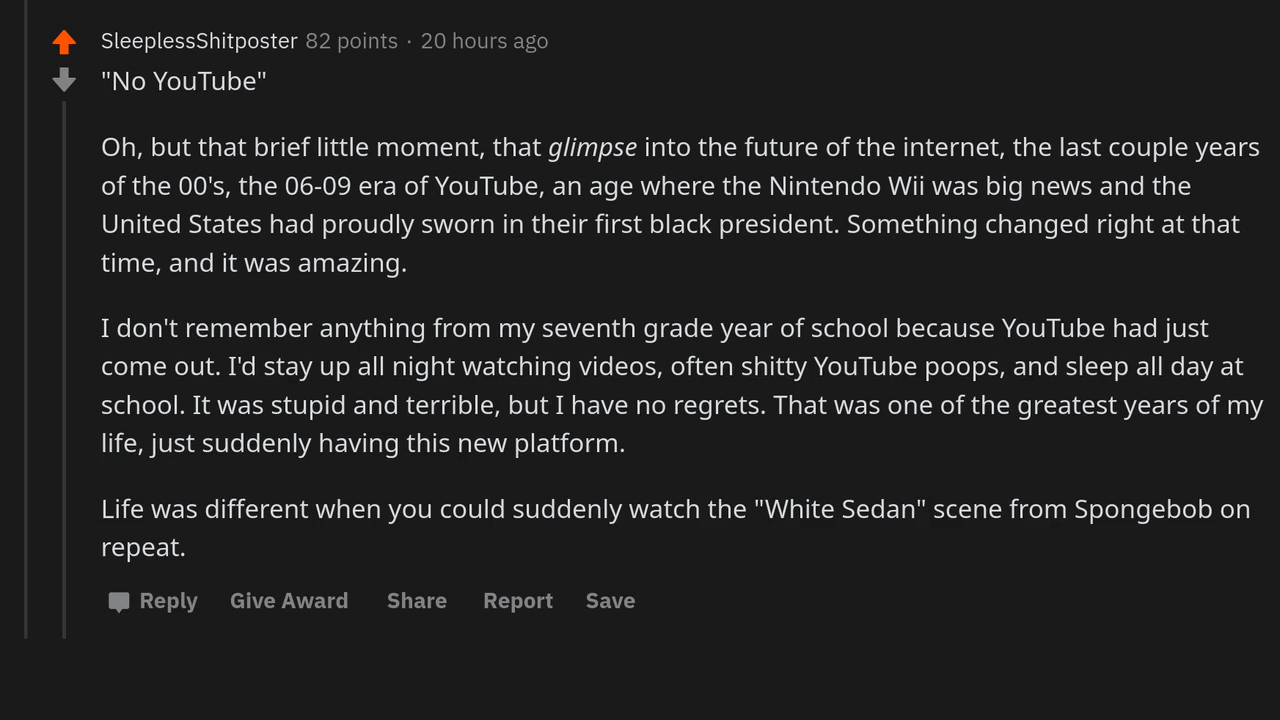 SleeplessShitposter 82 points · 20 hours ago
"No YouTube"
Oh, but that brief little moment, that glimpse into the future of the internet, the last couple years
of the 00's, the 06-09 era of YouTube, an age where the Nintendo Wii was big news and the
United States had proudly sworn in their first black president. Something changed right at that
time, and it was amazing.
I don't remember anything from my seventh grade year of school because YouTube had just
come out. I'd stay up all night watching videos, often shitty YouTube poops, and sleep all day at
school. It was stupid and terrible, but I have no regrets. That was one of the greatest years of my
life, just suddenly having this new platform.
Life was different when you could suddenly watch the "White Sedan" scene from Spongebob on
repeat.
Reply Give Award Share Report Save